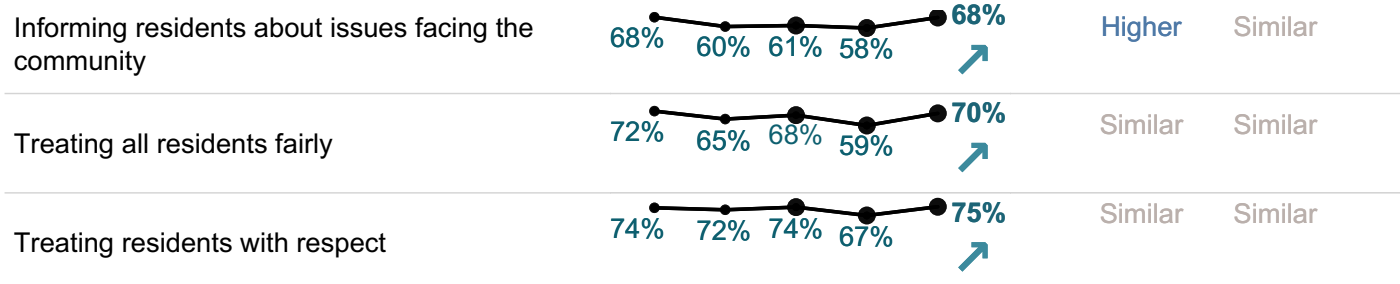 Informing residents about issues facing the
community
68% 60% 61% 58% 68% Higher Similar
Treating all residents fairly
72% 65% 68% 59% 70% Similar Similar
Treating residents with respect
74% 72% 74% 67% 75% Similar Similar